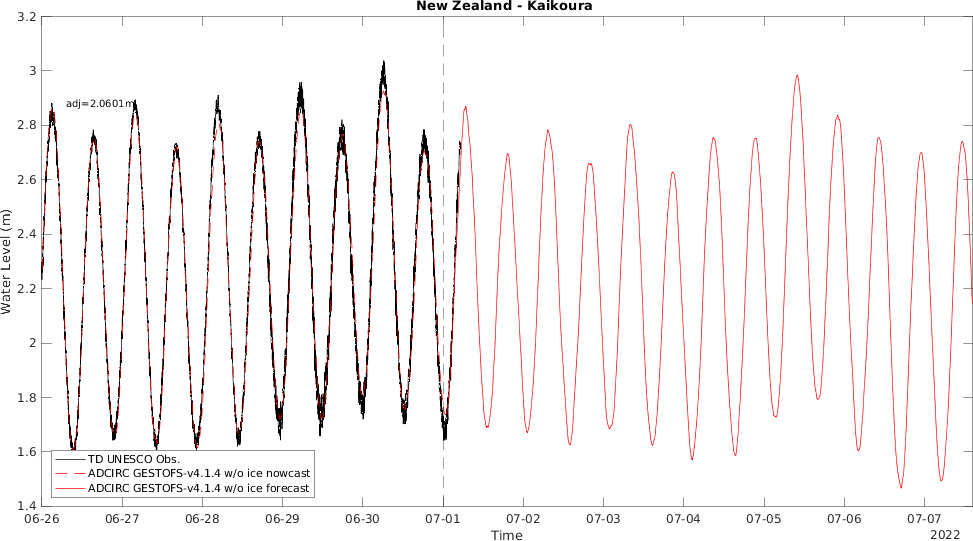 New Zealand - Kaikoura
3.2
3
2.8
2.6
2.4
2.2
2
1.8
1.6
1.4
Water Level (m)
adj=2.0601m
TD UNESCO Obs.
ADCIRC GESTOFS-v4.1.4 w/o ice nowcast
ADCIRC GESTOFS-v4.1.4 w/o ice forecast
06-26 06-27 06-28 06-29 06-30 07-01 07-02 07-03 07-04 07-05 07-06 07-07
Time
2022